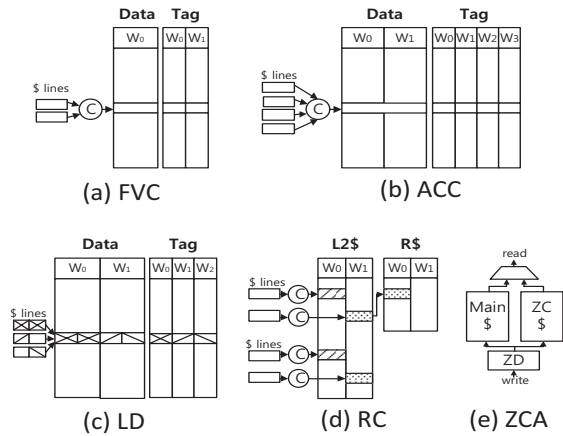 Data Tag
W₀ W₀ W₁
$ lines
C
(a) FVC
Data Tag
W₀ W₁ W₀ W₁ W₂ W₃
$ lines
C
(b) ACC
Data Tag
W₀ W₁ W₀ W₁ W₂
$ lines
(c) LD
L2$ R$
W₀ W₁ W₀ W₁
$ lines
C
C
$ lines
C
C
(d) RC
read
Main ZC
$ $
ZD
write
(e) ZCA